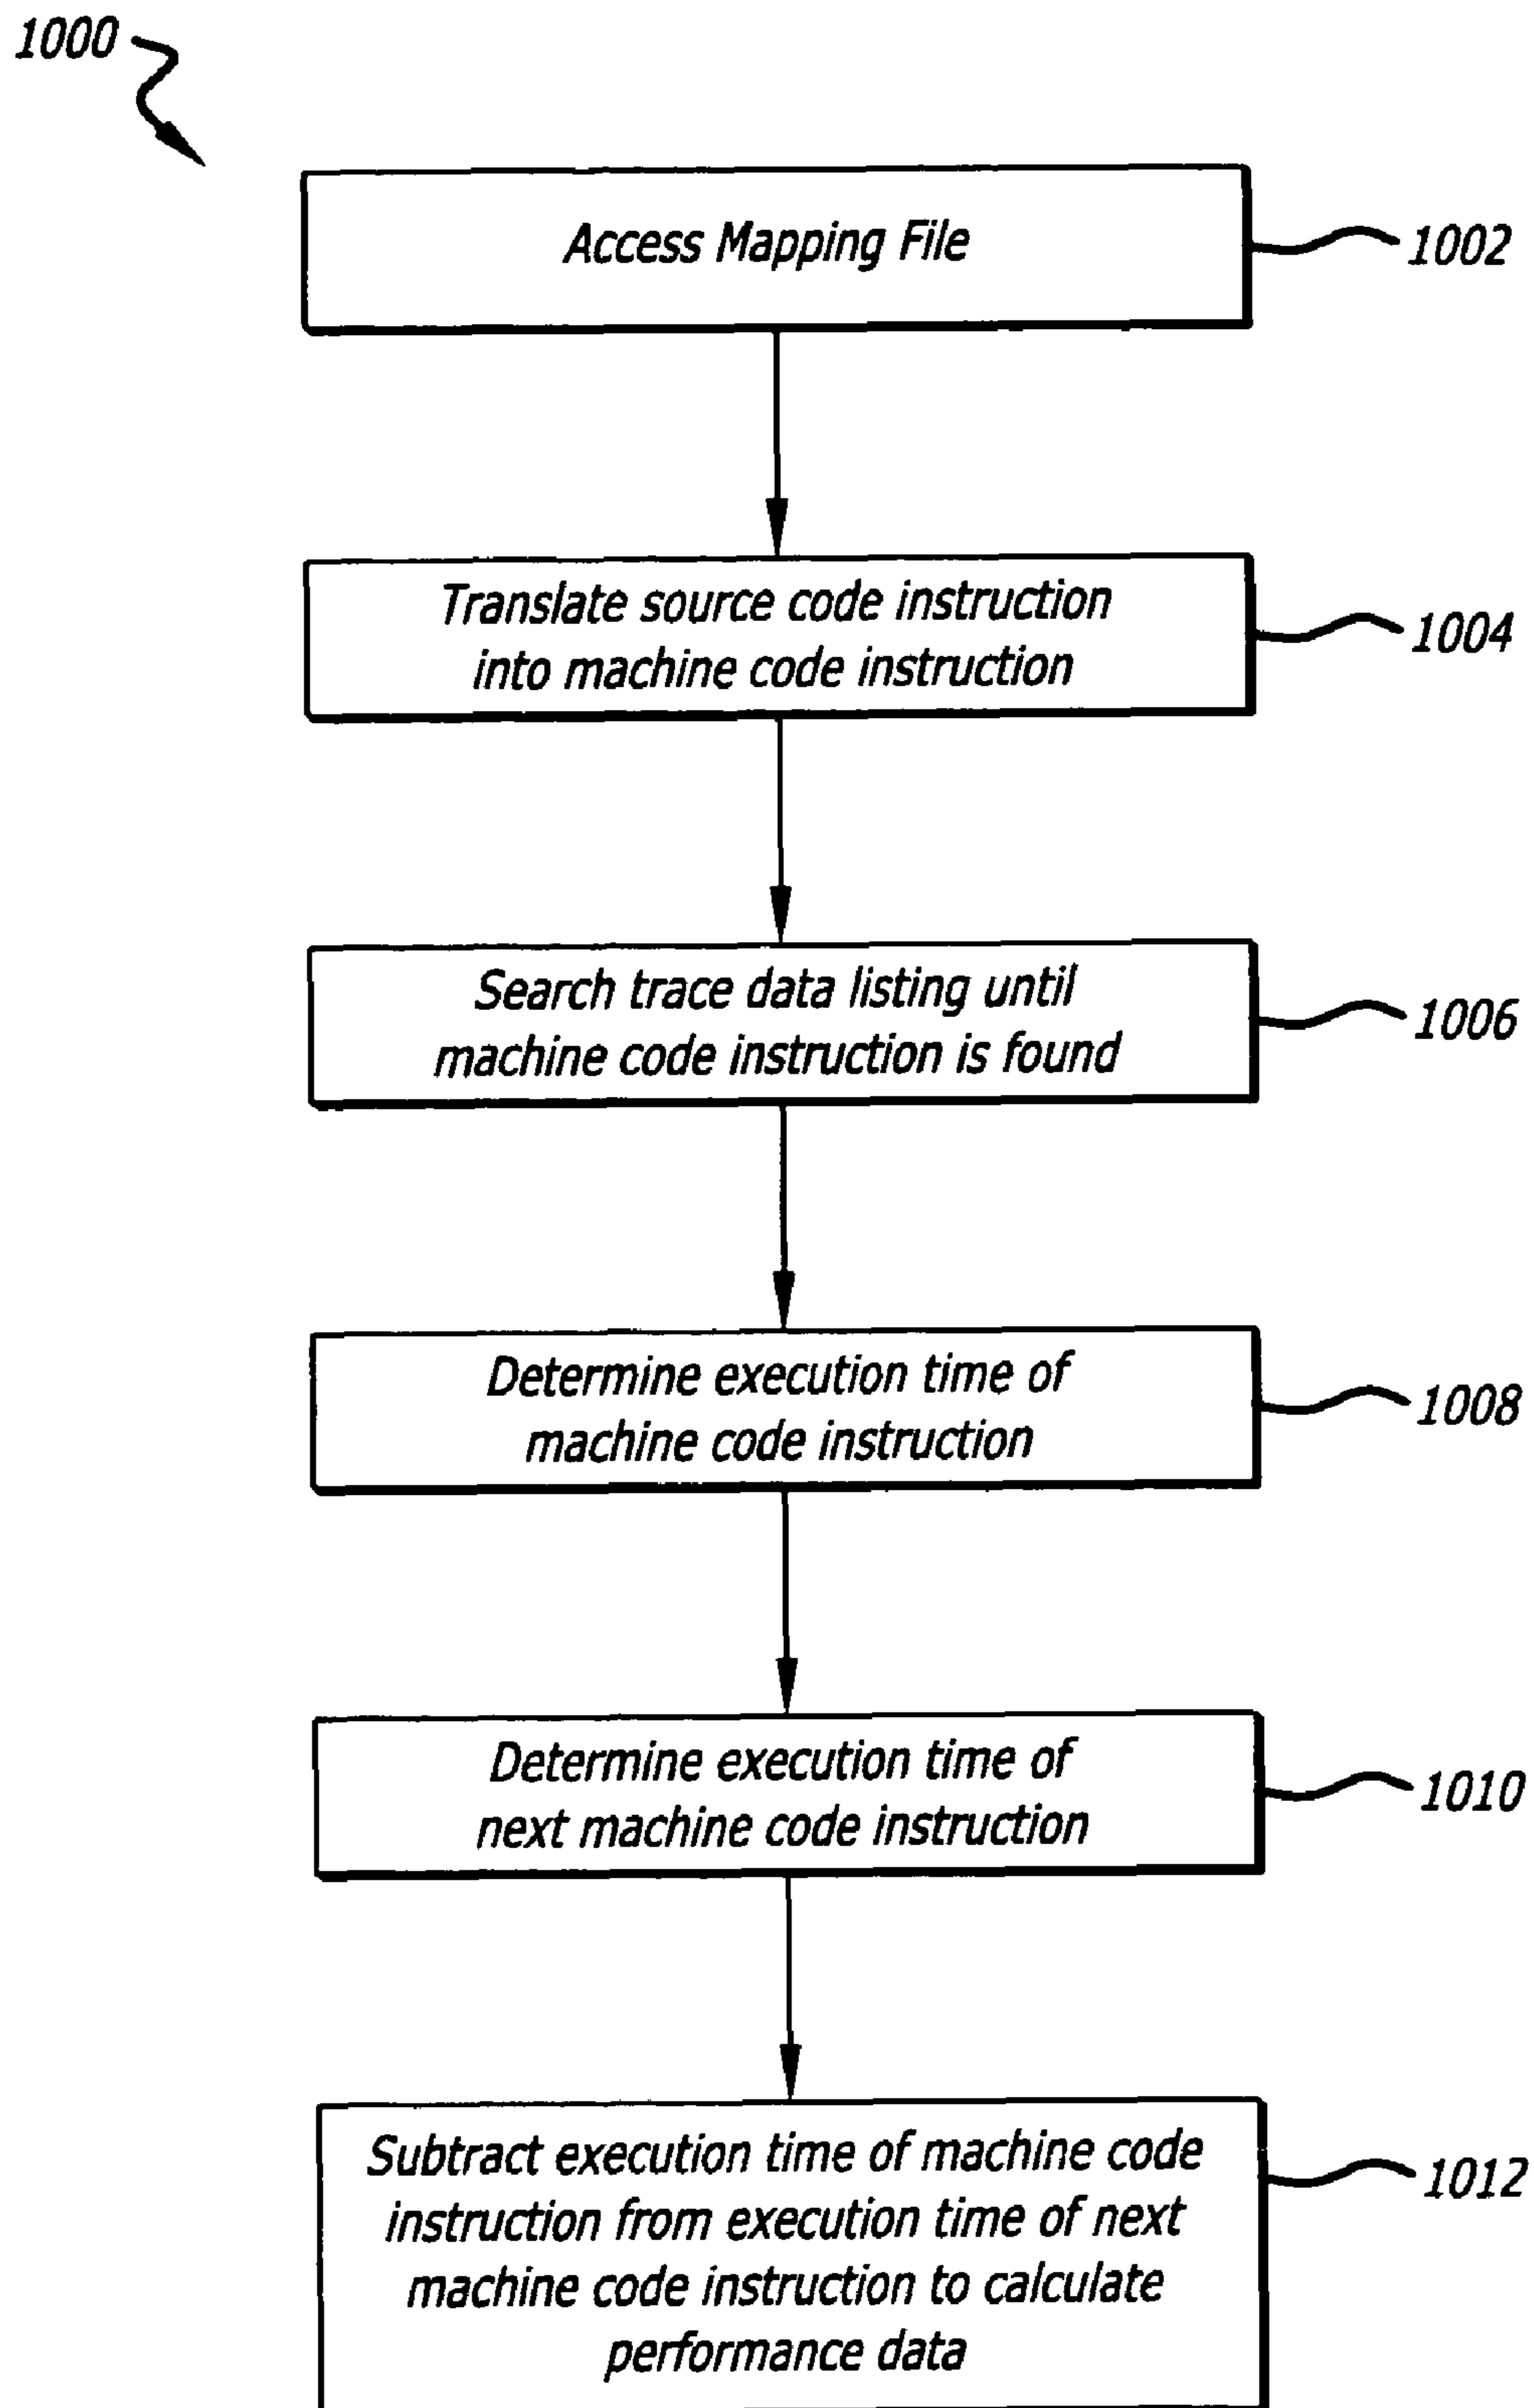 1000
Access Mapping File
1002
Translate source code instruction
into machine code instruction
1004
Search trace data listing until
machine code instruction is found
1006
Determine execution time of
machine code instruction
1008
Determine execution time of
next machine code instruction
1010
Subtract execution time of machine code
instruction from execution time of next
machine code instruction to calculate
performance data
1012